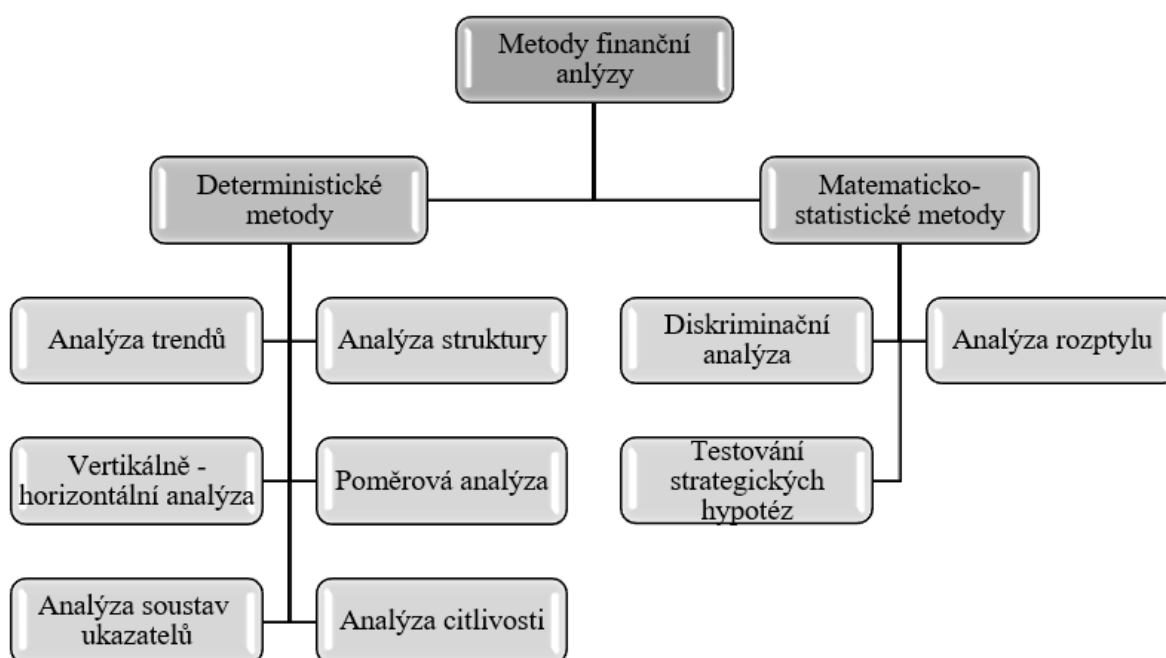 Metody finanční
anlýzy
Deterministické
metody
Matematicko-
statistické metody
Analýza trendů
Analýza struktury
Diskriminační
analýza
Analýza rozptylu
Vertikálně -
horizontální analýza
Poměrová analýza
Testování
strategických
hypotéz
Analýza soustav
ukazatelů
Analýza citlivosti